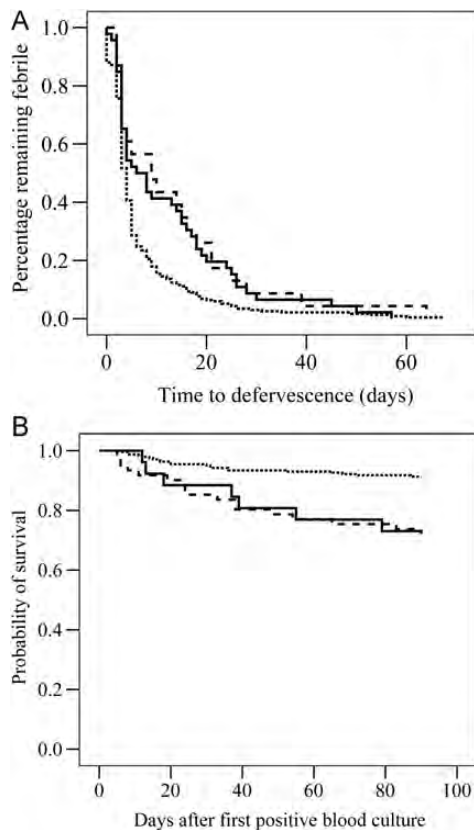 A
Percentage remaining febrile
1.0
0.8
0.6
0.4
0.2
0.0
0 20 40 60
Time to defervescence (days)
B
Probability of survival
1.0
0.8
0.6
0.4
0.2
0.0
0 20 40 60 80 100
Days after first positive blood culture